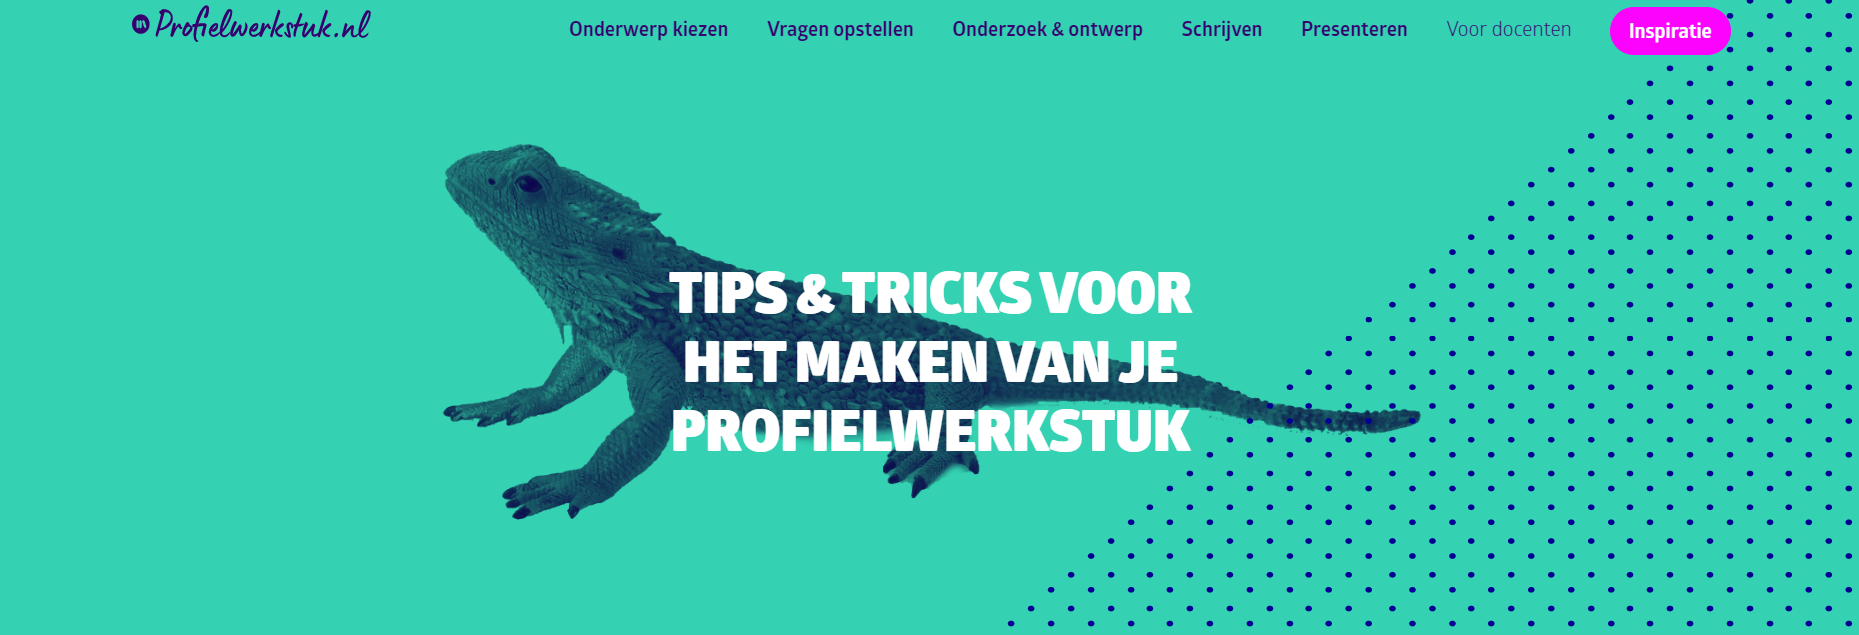 Profielwerkstuk.nl
Onderwerp kiezen
Vragen opstellen
Onderzoek & ontwerp
Schrijven
Presenteren
Voor docenten
Inspiratie
TIPS & TRICKS VOOR
HET MAKEN VAN JE
PROFIELWERKSTUK